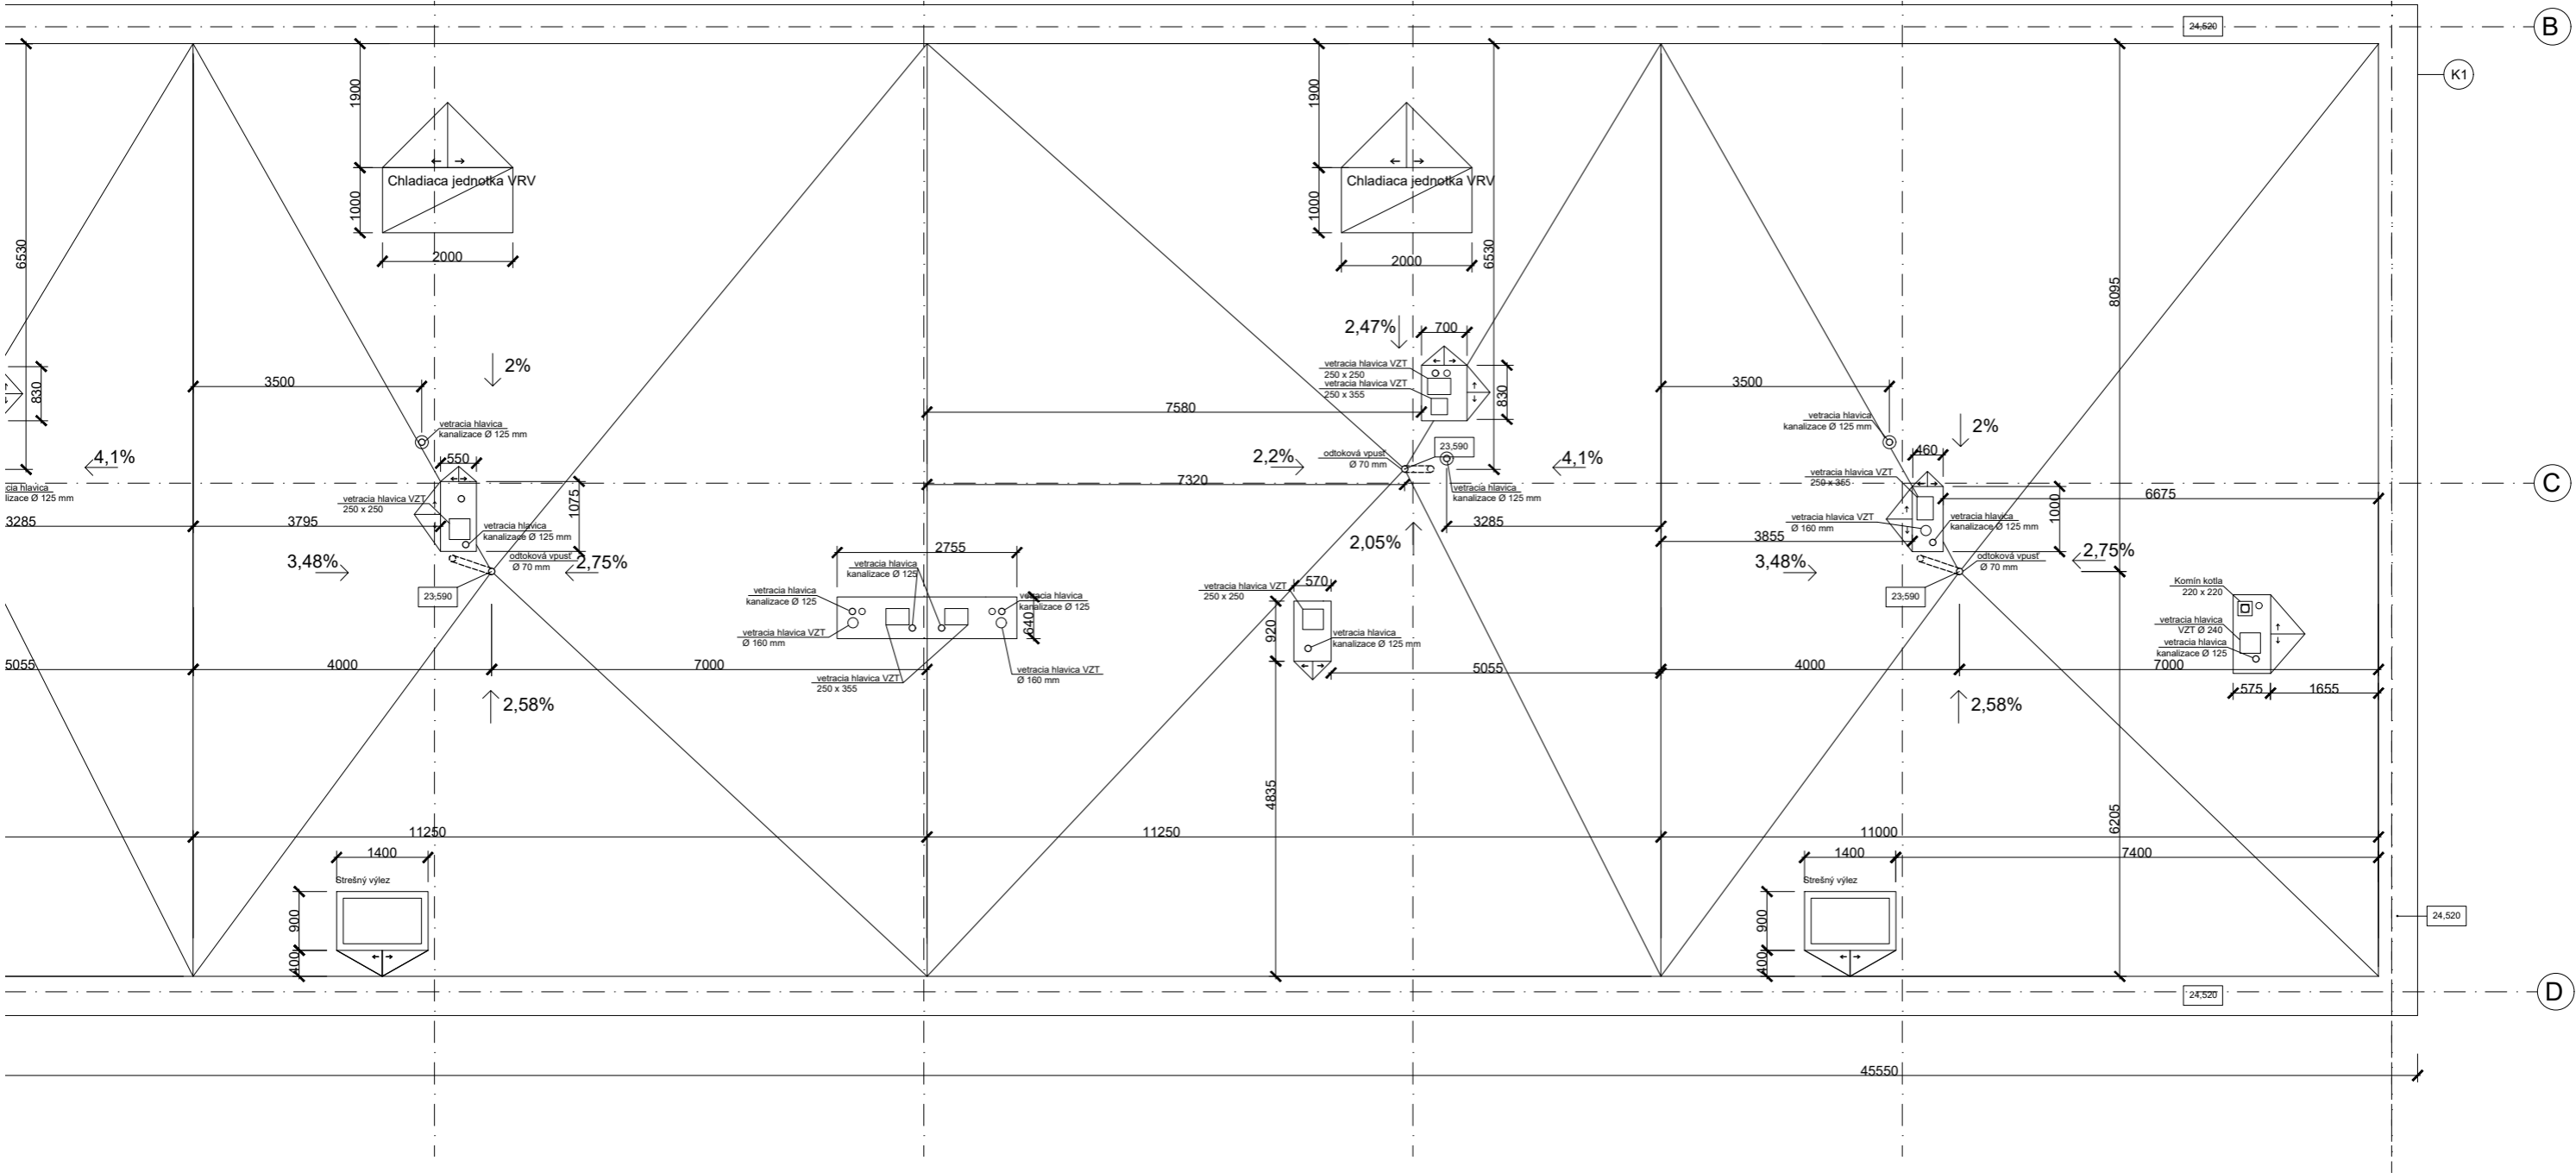 24,520
B
K1
1900
1000
6530
Chladiaca jednotka VRV
2000
1900
1000
Chladiaca jednotka VRV
2000
6530
8095
830
3500
2%
vetracia hlavica
kanalizace Ø 125 mm
4,1%
550
1075
vetracia hlavica VZT
250 x 250
vetracia hlavica
kanalizace Ø 125 mm
odtoková vpusť
Ø 70 mm
3285
3795
3,48%
2,75%
23,590
5055
4000
7000
2,58%
2,47%
700
vetracia hlavica VZT
250 x 250
vetracia hlavica VZT
250 x 355
830
7580
2,2%
odtoková vpusť
Ø 70 mm
23,590
4,1%
7320
vetracia hlavica
kanalizace Ø 125 mm
3285
2,05%
2755
vetracia hlavica
kanalizace Ø 125
vetracia hlavica
kanalizace Ø 125
vetracia hlavica
kanalizace Ø 125
640
vetracia hlavica VZT
Ø 160 mm
vetracia hlavica VZT
250 x 355
vetracia hlavica VZT
Ø 160 mm
vetracia hlavica VZT
250 x 250
570
920
vetracia hlavica
kanalizace Ø 125 mm
5055
4835
3500
vetracia hlavica
kanalizace Ø 125 mm
2%
460
vetracia hlavica VZT
250 x 355
C
6675
1000
vetracia hlavica VZT
Ø 160 mm
vetracia hlavica
kanalizace Ø 125 mm
3855
3,48%
odtoková vpusť
Ø 70 mm
2,75%
23,590
Komín kotla
220 x 220
vetracia hlavica
VZT Ø 240
vetracia hlavica
kanalizace Ø 125
4000
7000
575
1655
2,58%
6205
11250
11250
11000
1400
Strešný výlez
900
400
1400
7400
Strešný výlez
900
400
24,520
24,520
D
45550